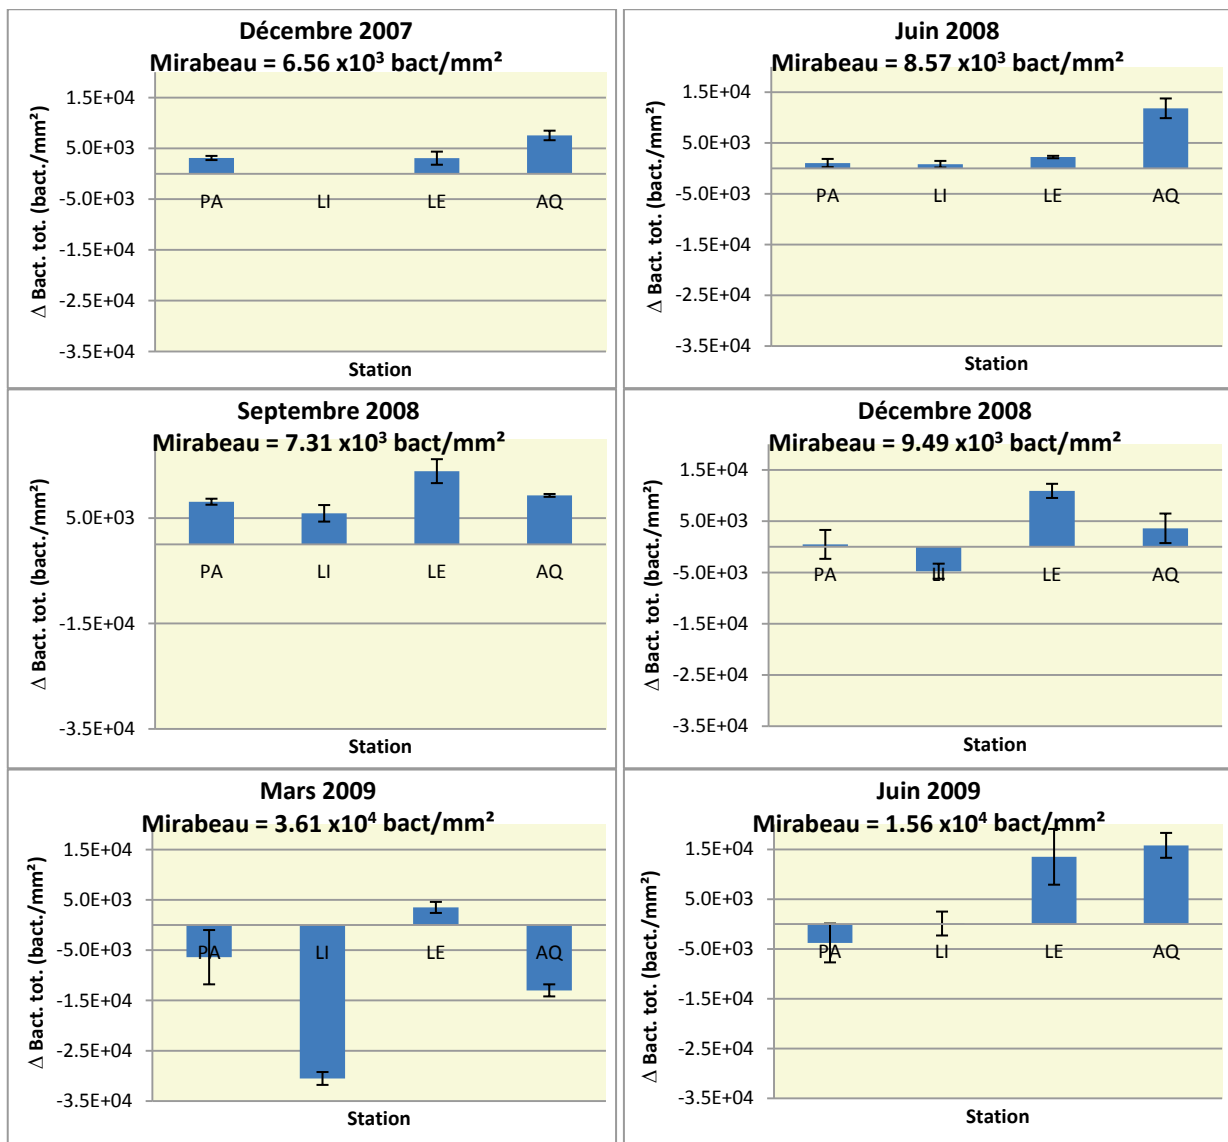 Décembre 2007
Mirabeau = 6.56 x10³ bact/mm²
Δ Bact. tot. (bact./mm²)
1.5E+04
5.0E+03
-5.0E+03
-1.5E+04
-2.5E+04
-3.5E+04
PA LI LE AQ
Station
Juin 2008
Mirabeau = 8.57 x10³ bact/mm²
Δ Bact. tot. (bact./mm²)
1.5E+04
5.0E+03
-5.0E+03
-1.5E+04
-2.5E+04
-3.5E+04
PA LI LE AQ
Station
Septembre 2008
Mirabeau = 7.31 x10³ bact/mm²
Δ Bact. tot. (bact./mm²)
5.0E+03
-1.5E+04
-3.5E+04
PA LI LE AQ
Station
Décembre 2008
Mirabeau = 9.49 x10³ bact/mm²
Δ Bact. tot. (bact./mm²)
1.5E+04
5.0E+03
-5.0E+03
-1.5E+04
-2.5E+04
-3.5E+04
PA LI LE AQ
Station
Mars 2009
Mirabeau = 3.61 x10⁴ bact/mm²
Δ Bact. tot. (bact./mm²)
1.5E+04
5.0E+03
-5.0E+03
-1.5E+04
-2.5E+04
-3.5E+04
PA LI LE AQ
Station
Juin 2009
Mirabeau = 1.56 x10⁴ bact/mm²
Δ Bact. tot. (bact./mm²)
1.5E+04
5.0E+03
-5.0E+03
-1.5E+04
-2.5E+04
-3.5E+04
PA LI LE AQ
Station